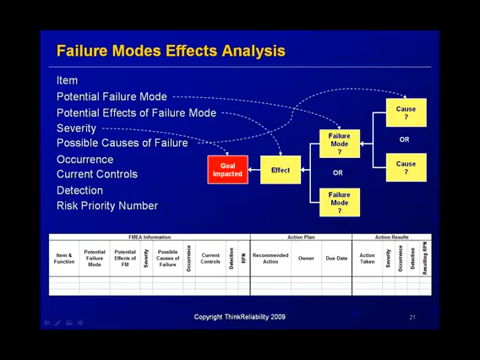 Failure Modes Effects Analysis
Item
Potential Failure Mode
Potential Effects of Failure Mode
Severity
Possible Causes of Failure
Occurrence
Current Controls
Detection
Risk Priority Number
Goal
Impacted
Effect
Failure
Mode
?
OR
Failure
Mode
?
Cause
?
OR
Cause
?
FMEA Information
Action Plan
Action Results
Item &
Function
Potential
Failure
Mode
Potential
Effects of
FM
Severity
Possible
Causes of
Failure
Occurrence
Current
Controls
Detection
RPN
Recommended
Action
Owner
Due Date
Action
Taken
Severity
Occurrence
Detection
Resulting RPN
Copyright ThinkReliability 2009
21